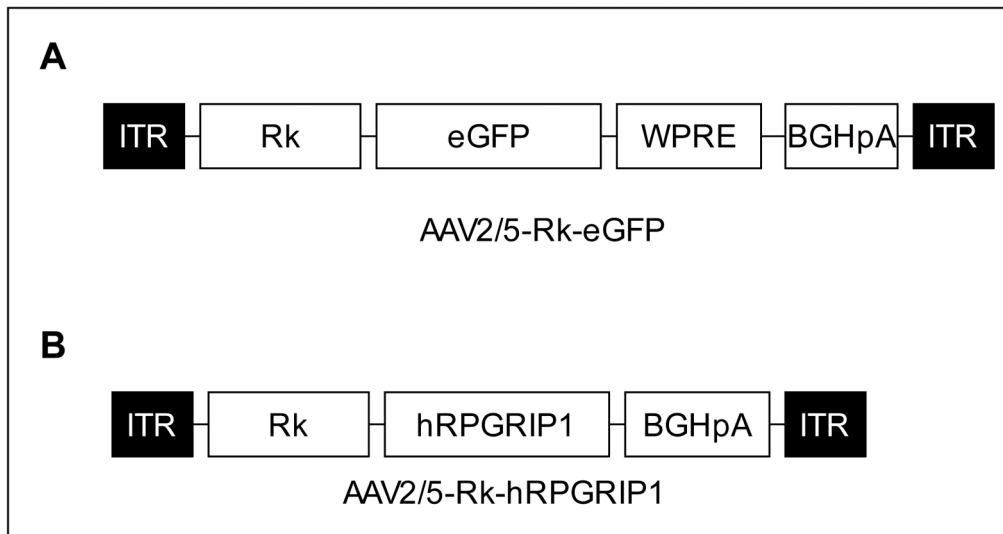 A
ITR Rk eGFP WPRE BGHpA ITR
AAV2/5-Rk-eGFP
B
ITR Rk hRPGRIP1 BGHpA ITR
AAV2/5-Rk-hRPGRIP1